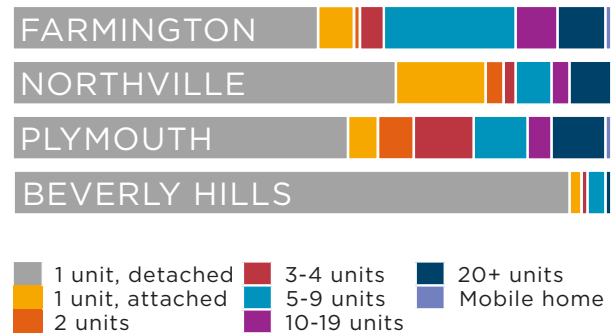 FARMINGTON
NORTHVILLE
PLYMOUTH
BEVERLY HILLS
1 unit, detached
1 unit, attached
2 units
3-4 units
5-9 units
10-19 units
20+ units
Mobile home